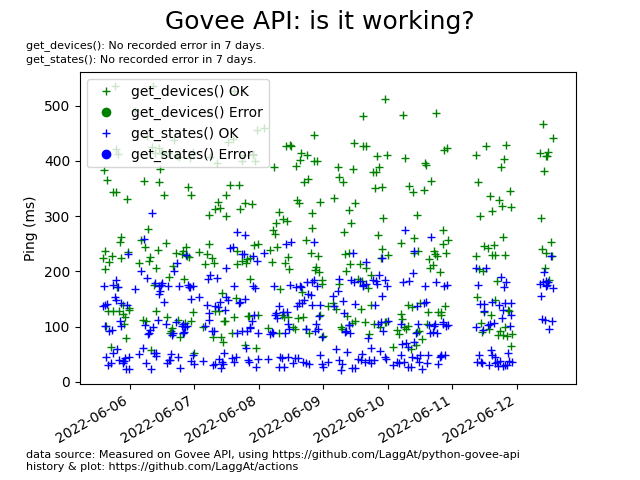 Govee API: is it working?
get_devices(): No recorded error in 7 days.
get_states(): No recorded error in 7 days.
get_devices() OK
get_devices() Error
get_states() OK
get_states() Error
Ping (ms)
500
400
300
200
100
0
2022-06-06
2022-06-07
2022-06-08
2022-06-09
2022-06-10
2022-06-11
2022-06-12
data source: Measured on Govee API, using https://github.com/LaggAt/python-govee-api
history & plot: https://github.com/LaggAt/actions